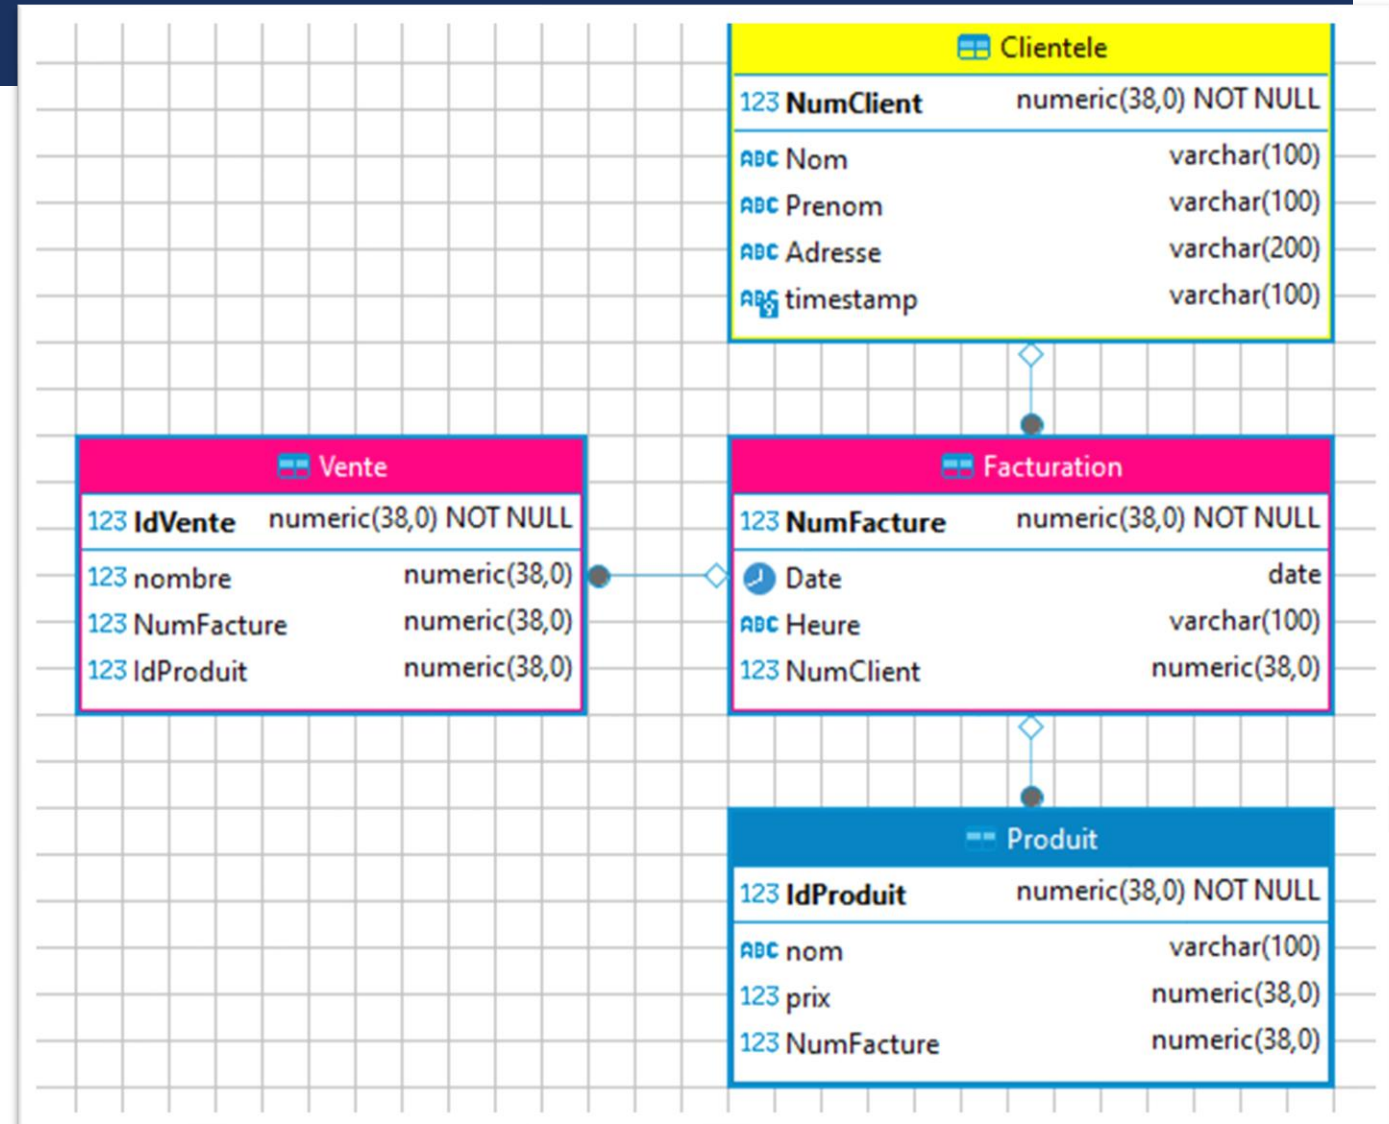 Clientele
123 NumClient numeric(38,0) NOT NULL
ABC Nom varchar(100)
ABC Prenom varchar(100)
ABC Adresse varchar(200)
ABC timestamp varchar(100)
Vente
123 IdVente numeric(38,0) NOT NULL
123 nombre numeric(38,0)
123 NumFacture numeric(38,0)
123 IdProduit numeric(38,0)
Facturation
123 NumFacture numeric(38,0) NOT NULL
Date date
ABC Heure varchar(100)
123 NumClient numeric(38,0)
Produit
123 IdProduit numeric(38,0) NOT NULL
ABC nom varchar(100)
123 prix numeric(38,0)
123 NumFacture numeric(38,0)